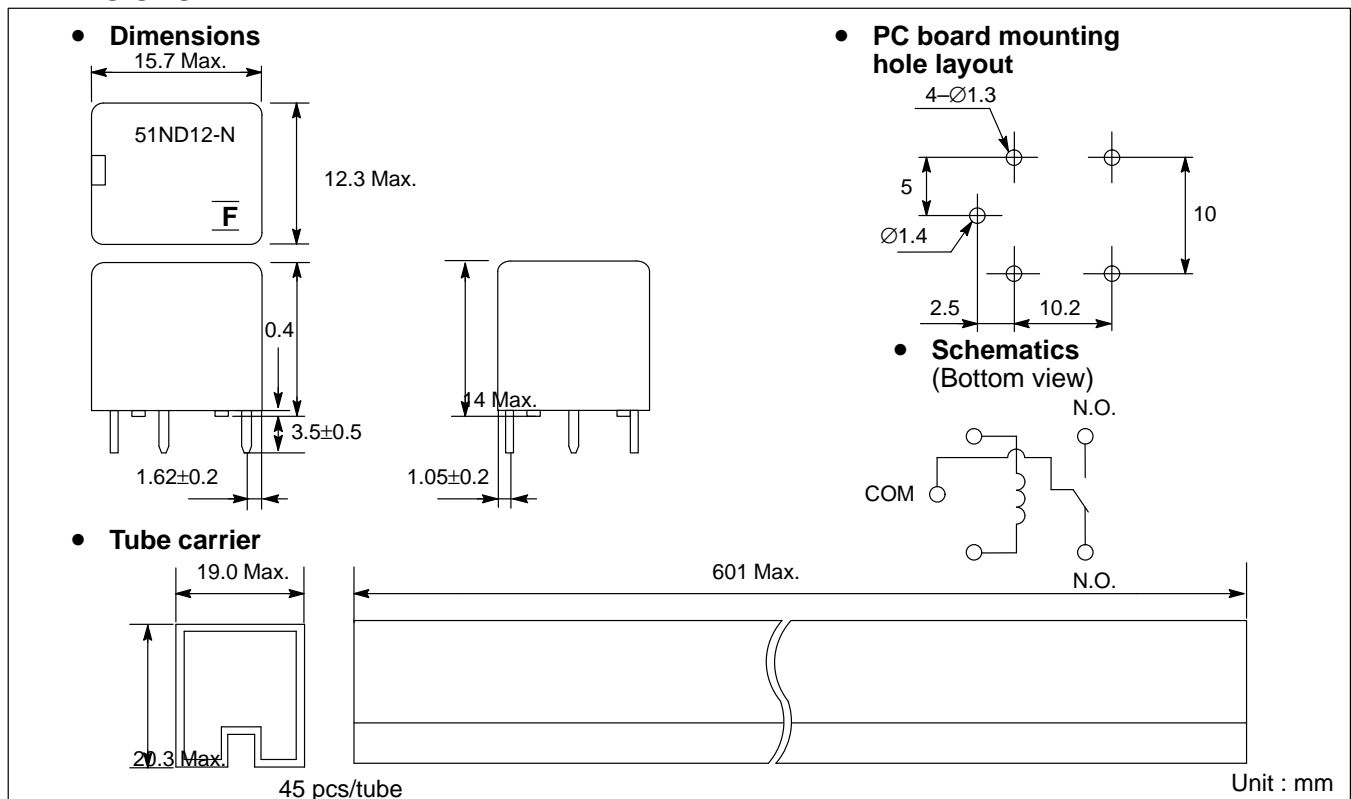 • Dimensions
15.7 Max.
51ND12-N
F
12.3 Max.
0.4
3.5±0.5
1.62±0.2
14 Max.
1.05±0.2
• PC board mounting
hole layout
4–∅1.3
5
∅1.4
10
2.5
10.2
• Schematics
(Bottom view)
N.O.
COM
N.O.
• Tube carrier
19.0 Max.
601 Max.
20.3 Max.
45 pcs/tube
Unit : mm